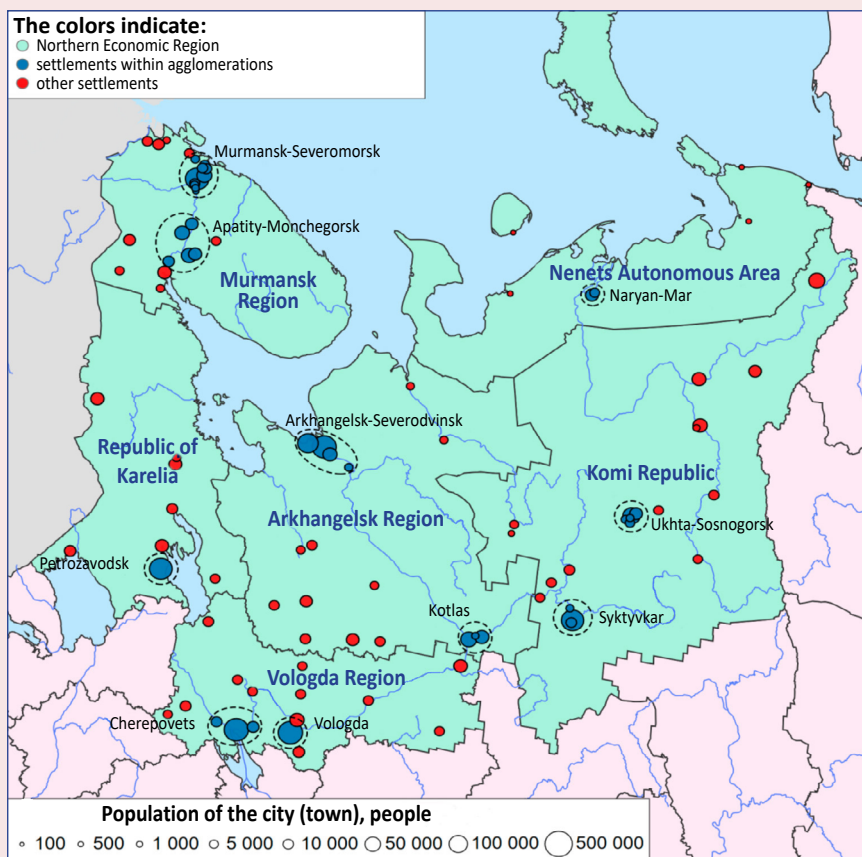 The colors indicate:
Northern Economic Region
settlements within agglomerations
other settlements
Murmansk-Severomorsk
Apatity-Monchegorsk
Murmansk
Region
Nenets Autonomous Area
Naryan-Mar
Arkhangelsk-Severodvinsk
Republic of
Karelia
Komi Republic
Arkhangelsk Region
Ukhta-Sosnogorsk
Petrozavodsk
Kotlas
Syktyvkar
Vologda Region
Cherepovets
Vologda
Population of the city (town), people
100 500 1 000 5 000 10 000 50 000 100 000 500 000